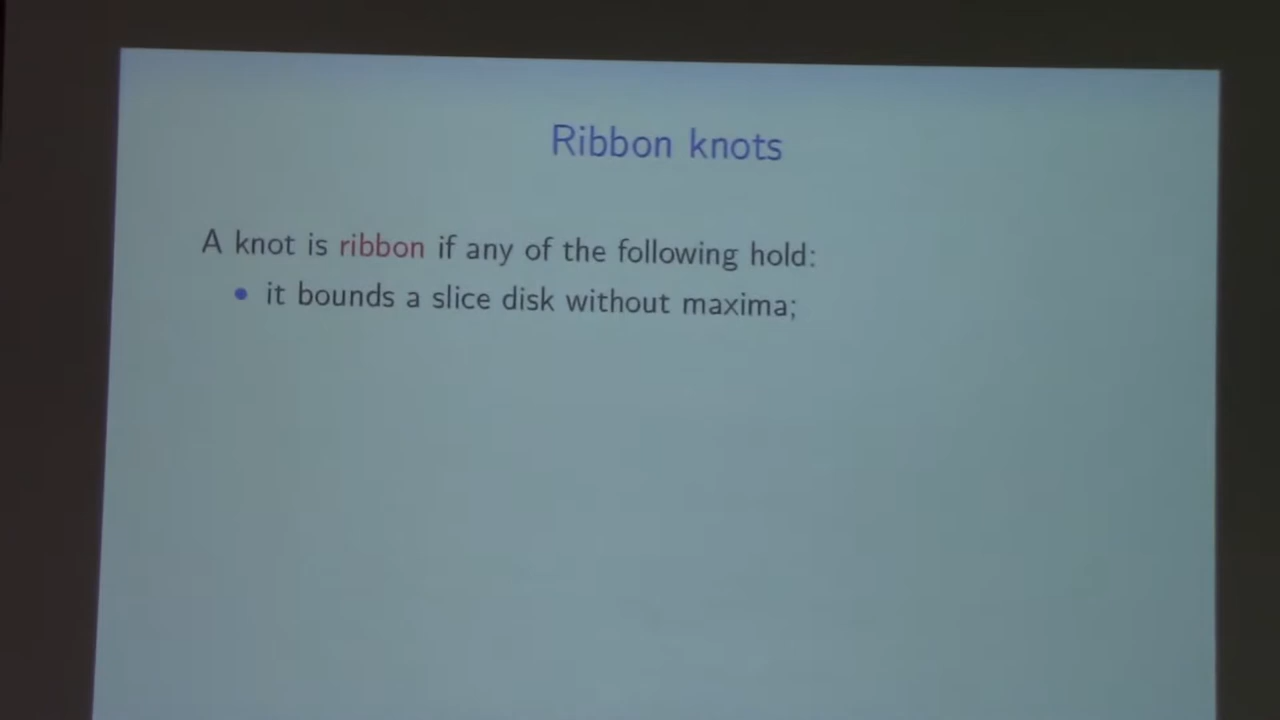 Ribbon knots
A knot is ribbon if any of the following hold:
• it bounds a slice disk without maxima;